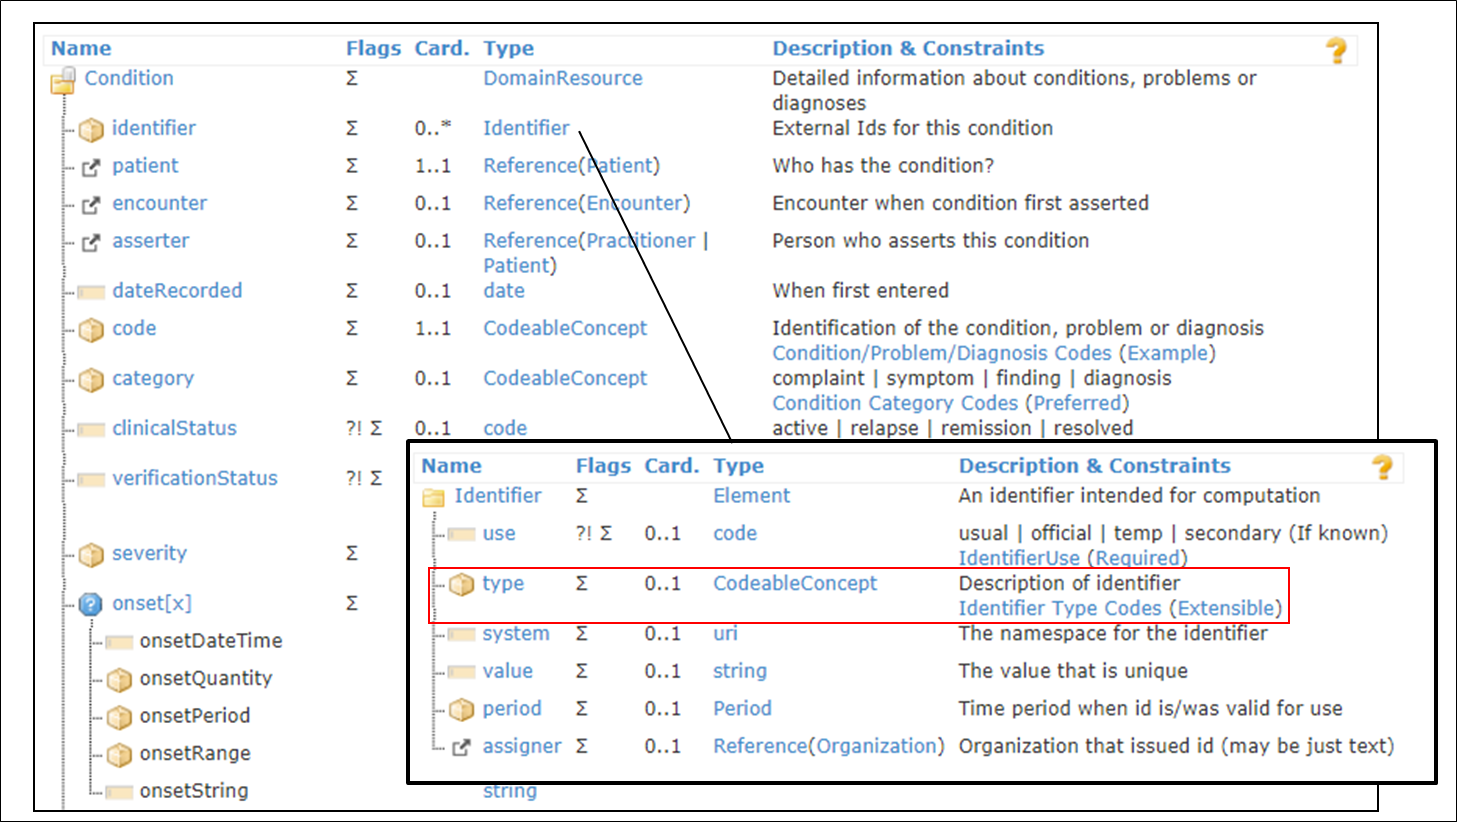 Name Flags Card. Type Description & Constraints ?
Condition Σ DomainResource Detailed information about conditions, problems or
diagnoses
identifier Σ 0..* Identifier External Ids for this condition
patient Σ 1..1 Reference(Patient) Who has the condition?
encounter Σ 0..1 Reference(Encounter) Encounter when condition first asserted
asserter Σ 0..1 Reference(Practitioner | Person who asserts this condition
Patient)
dateRecorded Σ 0..1 date When first entered
code Σ 1..1 CodeableConcept Identification of the condition, problem or diagnosis
Condition/Problem/Diagnosis Codes (Example)
category Σ 0..1 CodeableConcept complaint | symptom | finding | diagnosis
Condition Category Codes (Preferred)
clinicalStatus ?! Σ 0..1 code active | relapse | remission | resolved
verificationStatus ?! Σ
severity Σ
? onset[x] Σ
onsetDateTime
onsetQuantity
onsetPeriod
onsetRange
onsetString string
Name Flags Card. Type Description & Constraints ?
Identifier Σ Element An identifier intended for computation
use ?! Σ 0..1 code usual | official | temp | secondary (If known)
IdentifierUse (Required)
type Σ 0..1 CodeableConcept Description of identifier
Identifier Type Codes (Extensible)
system Σ 0..1 uri The namespace for the identifier
value Σ 0..1 string The value that is unique
period Σ 0..1 Period Time period when id is/was valid for use
assigner Σ 0..1 Reference(Organization) Organization that issued id (may be just text)